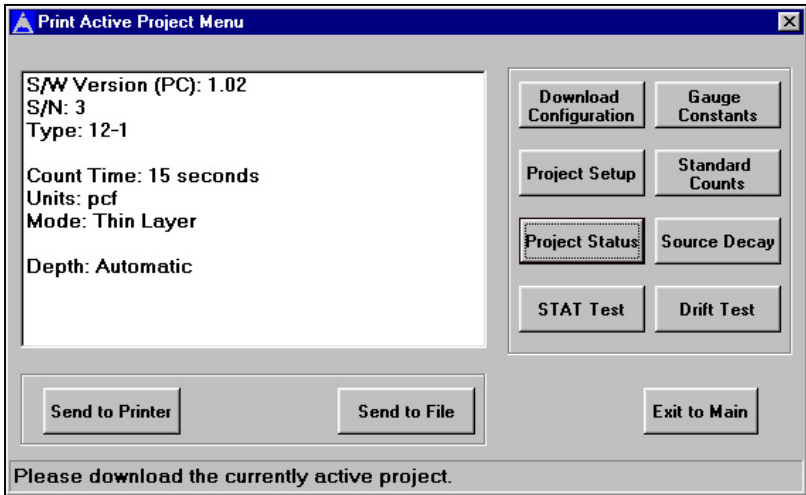 Print Active Project Menu
S/W Version (PC): 1.02
S/N: 3
Type: 12-1
Count Time: 15 seconds
Units: pcf
Mode: Thin Layer
Depth: Automatic
Download
Configuration
Gauge
Constants
Project Setup
Standard
Counts
Project Status
Source Decay
STAT Test
Drift Test
Send to Printer
Send to File
Exit to Main
Please download the currently active project.